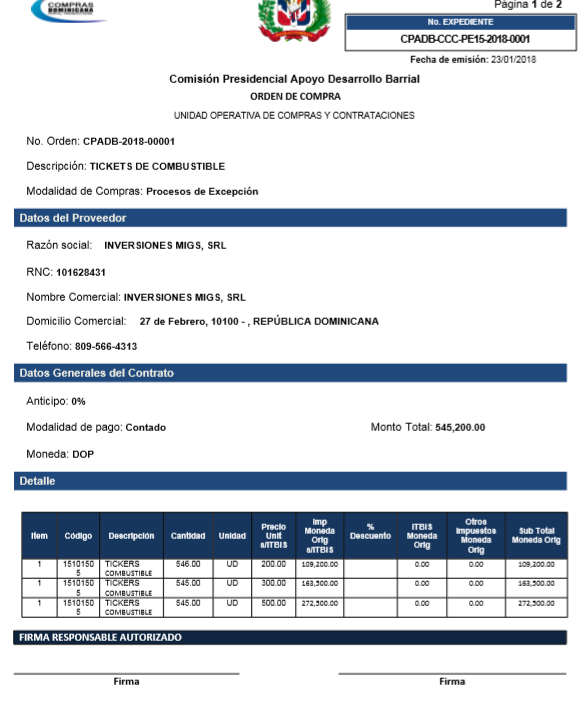 COMPRAS
DOMINICANA
Página 1 de 2
No. EXPEDIENTE
CPADB-CCC-PE15-2018-0001
Fecha de emisión: 23/01/2018
Comisión Presidencial Apoyo Desarrollo Barrial
ORDEN DE COMPRA
UNIDAD OPERATIVA DE COMPRAS Y CONTRATACIONES
No. Orden: CPADB-2018-00001
Descripción: TICKETS DE COMBUSTIBLE
Modalidad de Compras: Procesos de Excepción
Datos del Proveedor
Razón social: INVERSIONES MIGS, SRL
RNC: 101628431
Nombre Comercial: INVERSIONES MIGS, SRL
Domicilio Comercial: 27 de Febrero, 10100 - , REPÚBLICA DOMINICANA
Teléfono: 809-566-4313
Datos Generales del Contrato
Anticipo: 0%
Modalidad de pago: Contado Monto Total: 545,200.00
Moneda: DOP
Detalle
Item Código Descripción Cantidad Unidad Precio Unit s/ITBIS Imp Moneda Orig s/ITBIS % Descuento ITBIS Moneda Orig Otros Impuestos Moneda Orig Sub Total Moneda Orig
1 15101505 TICKERS COMBUSTIBLE 546.00 UD 200.00 109,200.00 0.00 0.00 109,200.00
1 15101505 TICKERS COMBUSTIBLE 545.00 UD 300.00 163,500.00 0.00 0.00 163,500.00
1 15101505 TICKERS COMBUSTIBLE 545.00 UD 500.00 272,500.00 0.00 0.00 272,500.00
FIRMA RESPONSABLE AUTORIZADO
Firma Firma